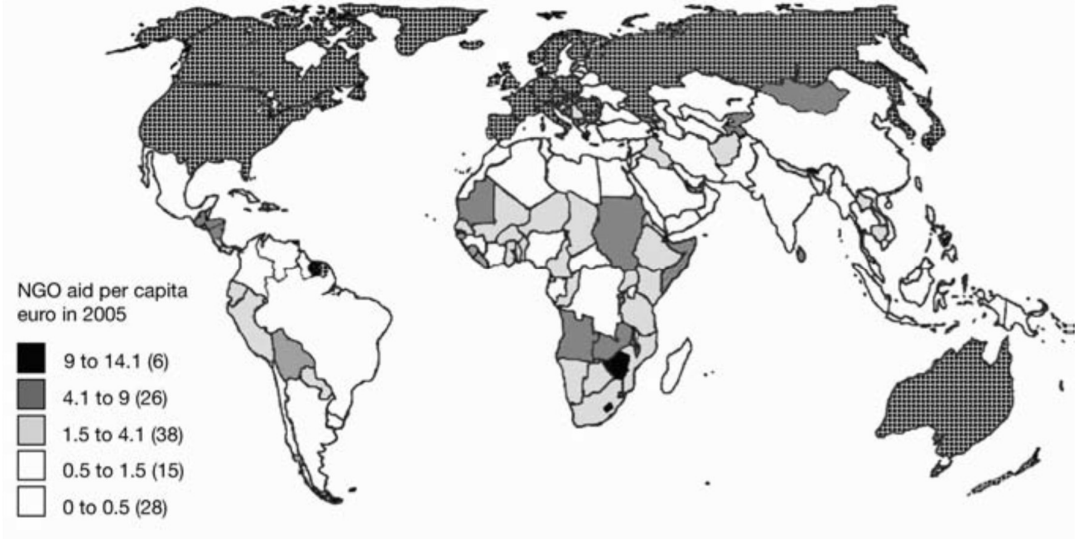 NGO aid per capita
euro in 2005
9 to 14.1 (6)
4.1 to 9 (26)
1.5 to 4.1 (38)
0.5 to 1.5 (15)
0 to 0.5 (28)